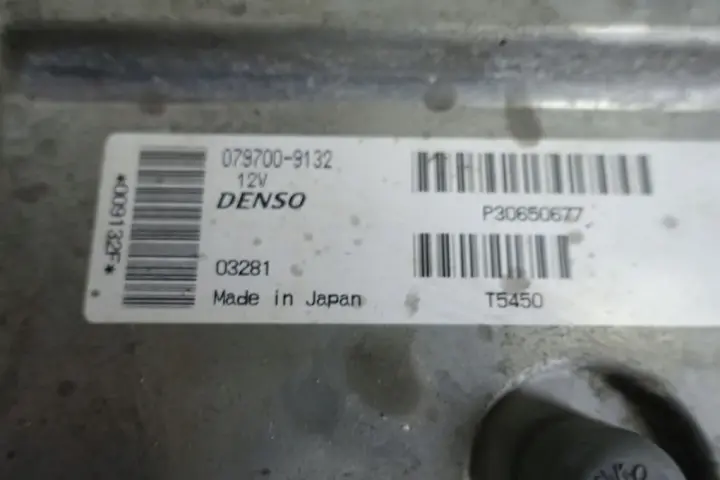 *009132F*
079700-9132
12V
DENSO
03281
Made in Japan
P30650677
T5450